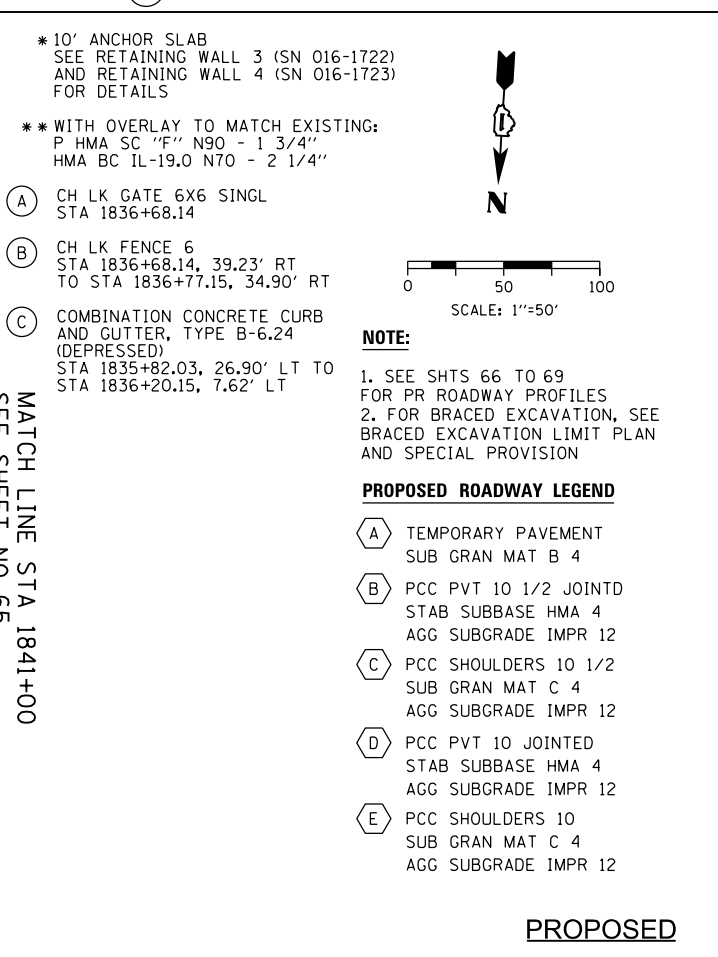 * 10' ANCHOR SLAB
SEE RETAINING WALL 3 (SN 016-1722)
AND RETAINING WALL 4 (SN 016-1723)
FOR DETAILS
** WITH OVERLAY TO MATCH EXISTING:
P HMA SC "F" N90 - 1 3/4"
HMA BC IL-19.0 N70 - 2 1/4"
A CH LK GATE 6X6 SINGL
STA 1836+68.14
B CH LK FENCE 6
STA 1836+68.14, 39.23' RT
TO STA 1836+77.15, 34.90' RT
C COMBINATION CONCRETE CURB
AND GUTTER, TYPE B-6.24
(DEPRESSED)
STA 1835+82.03, 26.90' LT TO
STA 1836+20.15, 7.62' LT
MATCH LINE STA 1841+00
SEE SHEET NO 65
N
0 50 100
SCALE: 1"=50'
NOTE:
1. SEE SHTS 66 TO 69
FOR PR ROADWAY PROFILES
2. FOR BRACED EXCAVATION, SEE
BRACED EXCAVATION LIMIT PLAN
AND SPECIAL PROVISION
PROPOSED ROADWAY LEGEND
A TEMPORARY PAVEMENT
SUB GRAN MAT B 4
B PCC PVT 10 1/2 JOINTD
STAB SUBBASE HMA 4
AGG SUBGRADE IMPR 12
C PCC SHOULDERS 10 1/2
SUB GRAN MAT C 4
AGG SUBGRADE IMPR 12
D PCC PVT 10 JOINTED
STAB SUBBASE HMA 4
AGG SUBGRADE IMPR 12
E PCC SHOULDERS 10
SUB GRAN MAT C 4
AGG SUBGRADE IMPR 12
PROPOSED